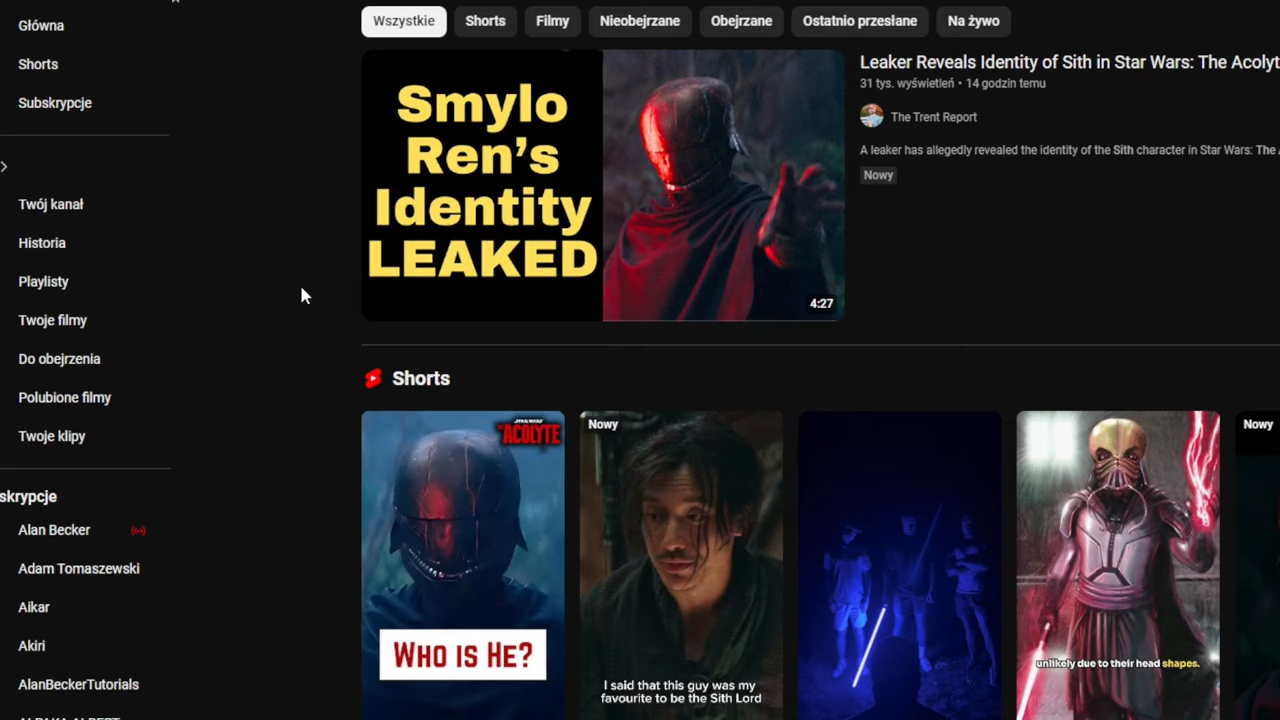 Główna
Shorts
Subskrypcje
Twój kanał
Historia
Playlisty
Twoje filmy
Do obejrzenia
Polubione filmy
Twoje klipy
skrypcje
Alan Becker
Adam Tomaszewski
Aikar
Akiri
AlanBeckerTutorials
Wszystkie
Shorts
Filmy
Nieobejrzane
Obejrzane
Ostatnio przesłane
Na żywo
Smylo
Ren's
Identity
LEAKED
4:27
Leaker Reveals Identity of Sith in Star Wars: The Acolyt
31 tys. wyświetleń • 14 godzin temu
The Trent Report
A leaker has allegedly revealed the identity of the Sith character in Star Wars: The
Nowy
Shorts
STAR WARS
THE ACOLYTE
WHO IS HE?
Nowy
I said that this guy was my
favourite to be the Sith Lord
unlikely due to their head shapes.
Nowy